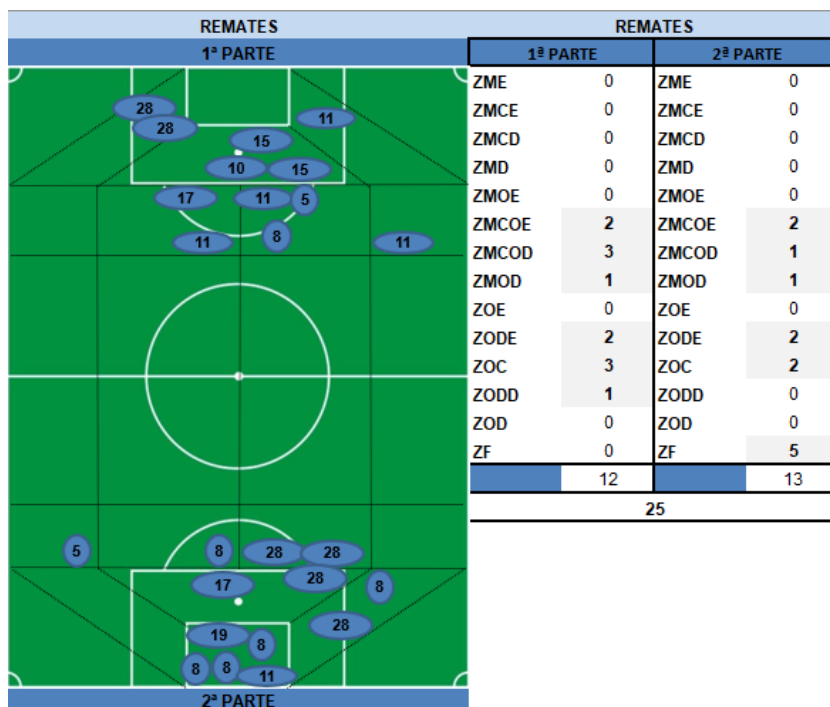 REMATES
REMATES
1ª PARTE
1ª PARTE
2ª PARTE
28
28
11
15
10
15
17
11
5
11
8
11
5
8
28
28
17
28
8
28
19
8
8
8
11
2ª PARTE
ZME 0 ZME 0
ZMCE 0 ZMCE 0
ZMCD 0 ZMCD 0
ZMD 0 ZMD 0
ZMOE 0 ZMOE 0
ZMCOE 2 ZMCOE 2
ZMCOD 3 ZMCOD 1
ZMOD 1 ZMOD 1
ZOE 0 ZOE 0
ZODE 2 ZODE 2
ZOC 3 ZOC 2
ZODD 1 ZODD 0
ZOD 0 ZOD 0
ZF 0 ZF 5
12 13
25